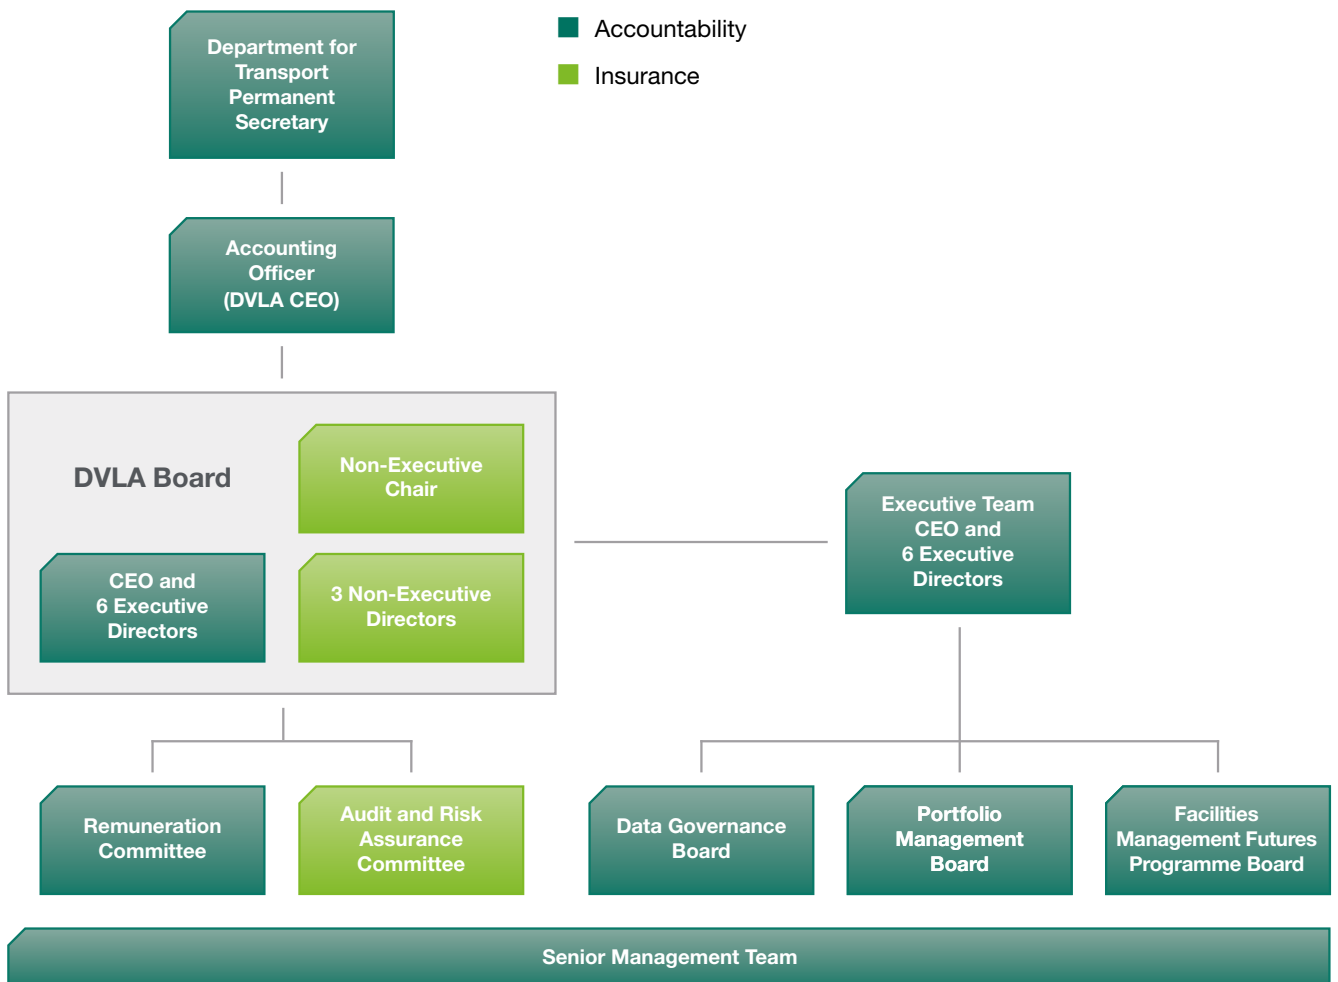 Department for
Transport
Permanent
Secretary
Accountability
Insurance
Accounting
Officer
(DVLA CEO)
DVLA Board
Non-Executive
Chair
CEO and
6 Executive
Directors
3 Non-Executive
Directors
Executive Team
CEO and
6 Executive
Directors
Remuneration
Committee
Audit and Risk
Assurance
Committee
Data Governance
Board
Portfolio
Management
Board
Facilities
Management Futures
Programme Board
Senior Management Team